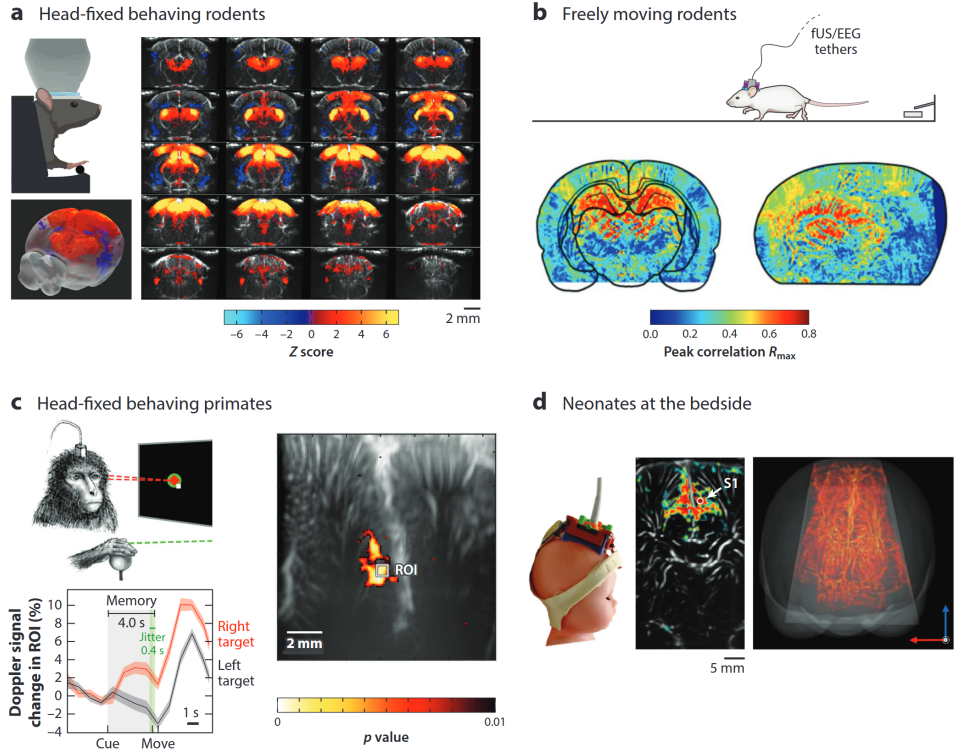 a Head-fixed behaving rodents
−6 −4 −2 0 2 4 6
Z score
2 mm
b Freely moving rodents
fUS/EEG
tethers
0.0 0.2 0.4 0.6 0.8
Peak correlation Rmax
c Head-fixed behaving primates
Doppler signal
change in ROI (%)
10
8
6
4
2
0
−2
−4
Memory
4.0 s
Jitter
0.4 s
Right
target
Left
target
1 s
Cue Move
ROI
2 mm
0 0.01
p value
d Neonates at the bedside
S1
5 mm